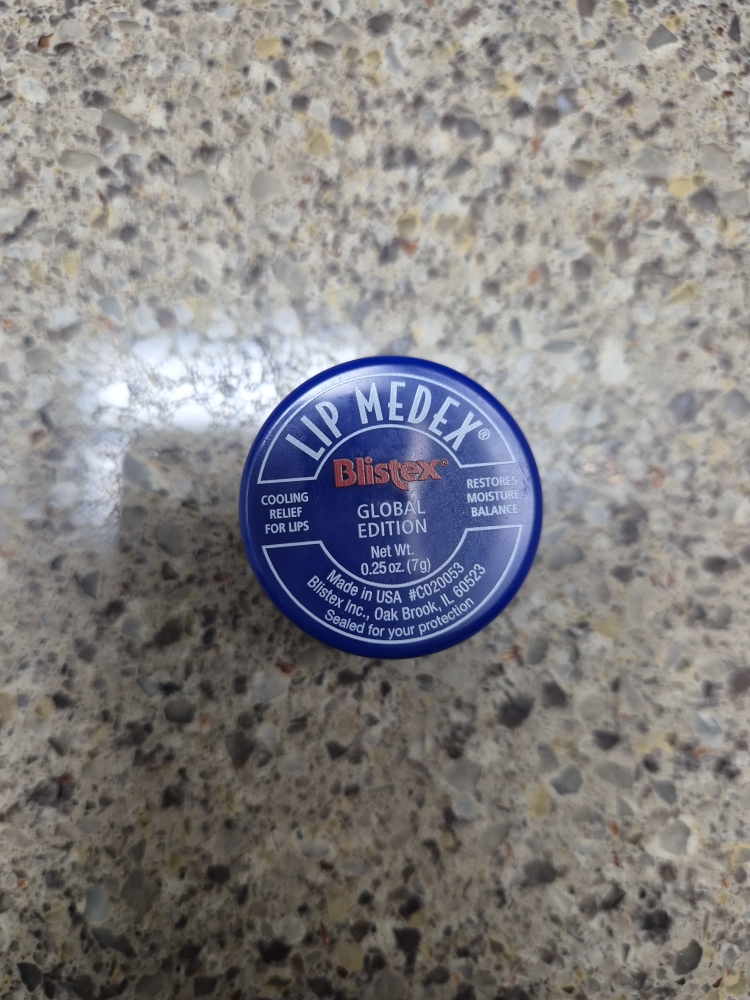 LIP MEDEX®
Blistex®
COOLING
RELIEF
FOR LIPS
GLOBAL
EDITION
RESTORES
MOISTURE
BALANCE
Net Wt.
0.25 oz. (7g)
Made in USA #C020053
Blistex Inc., Oak Brook, IL 60523
Sealed for your protection